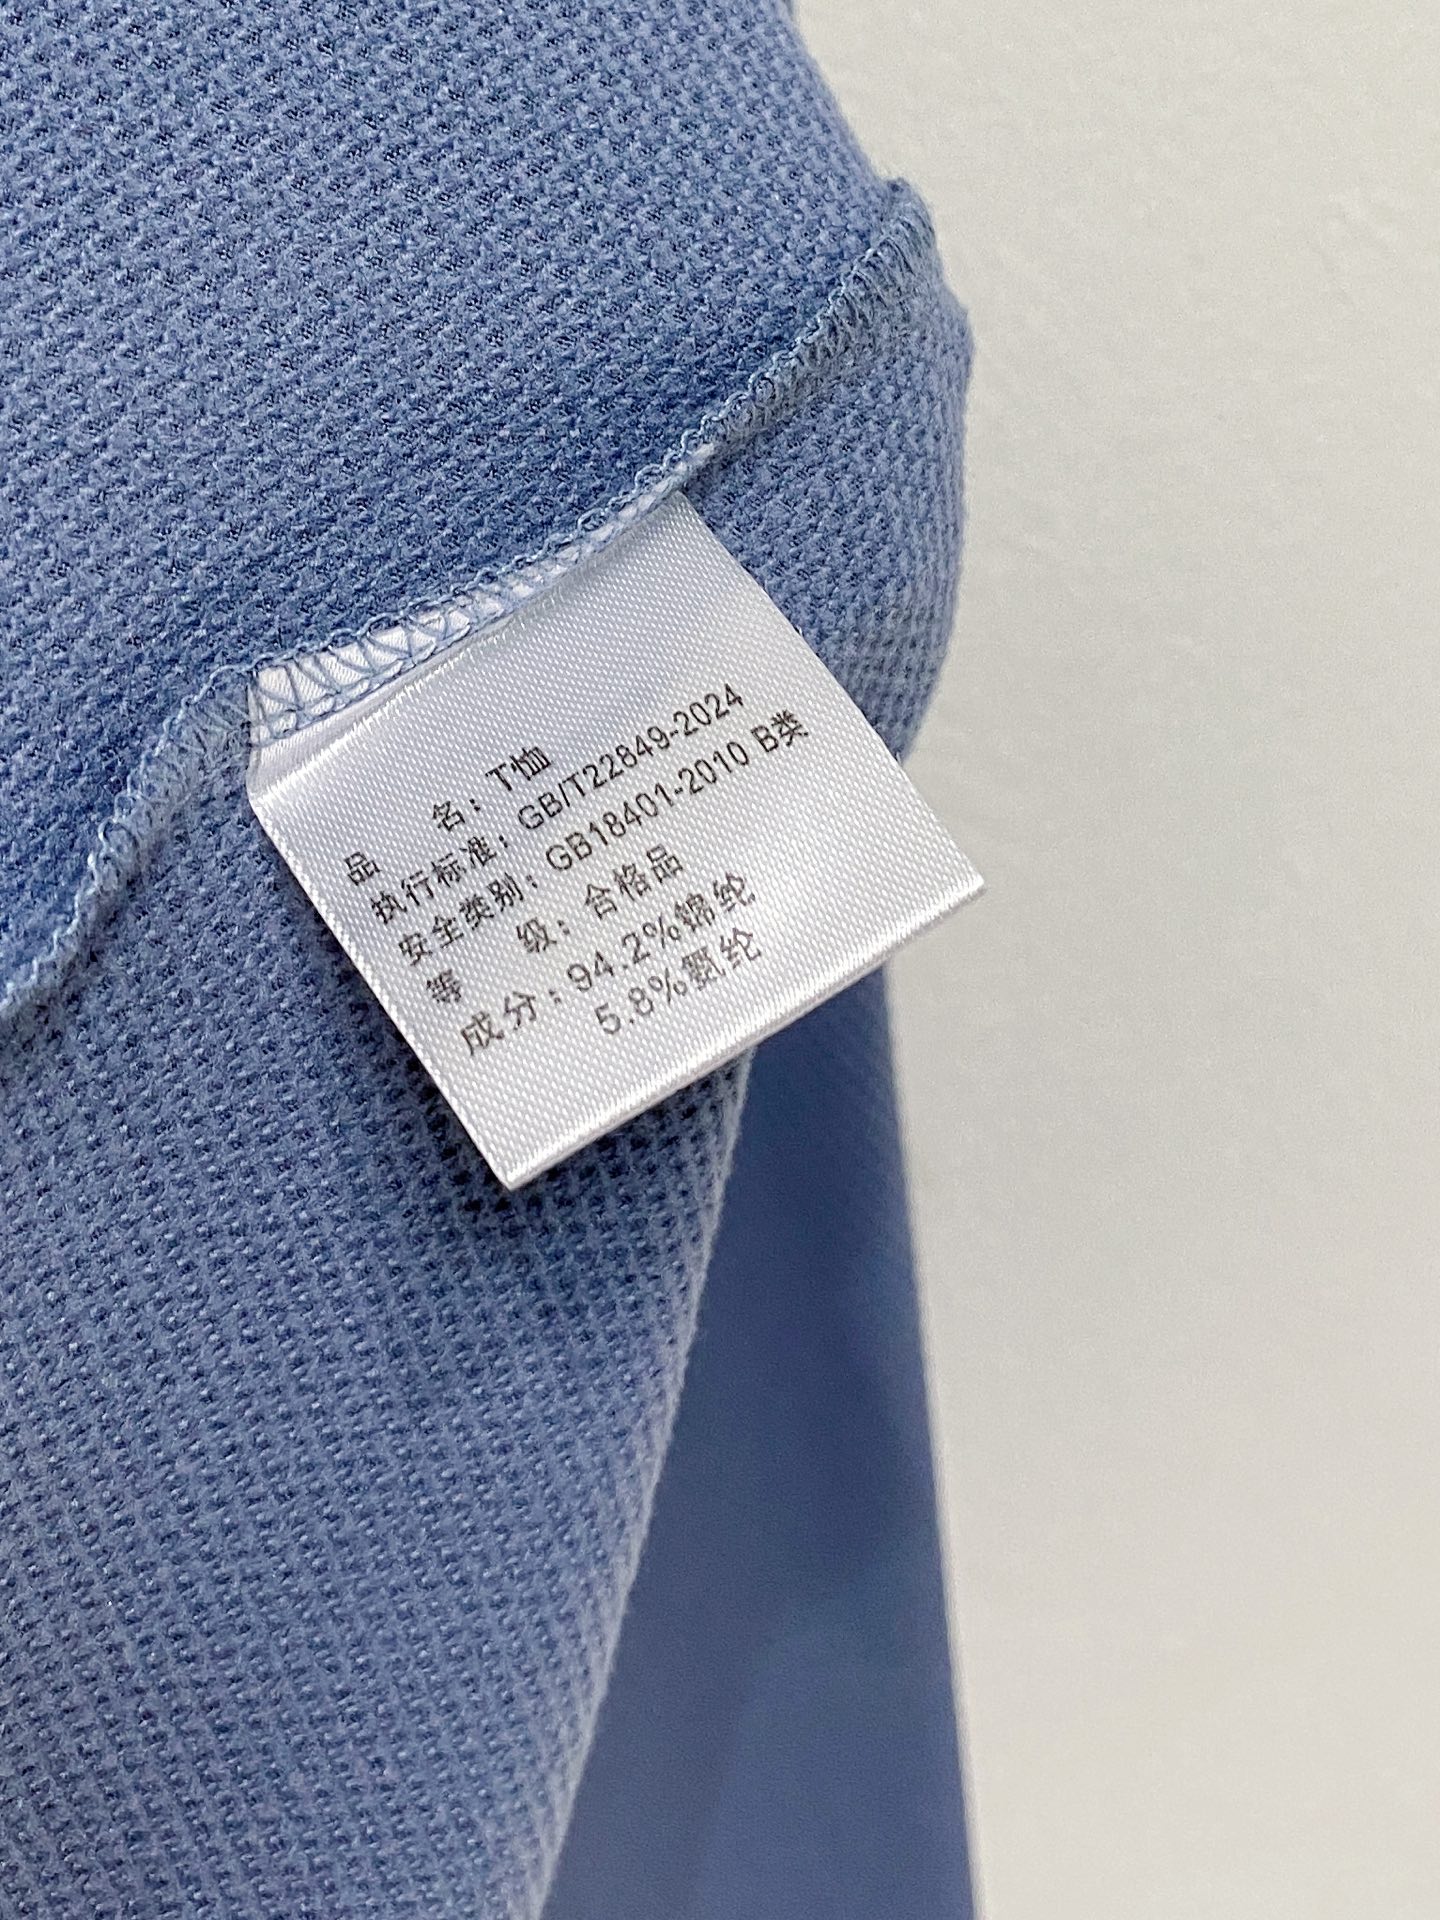 品 名：T恤
执行标准：GB/T22849-2024
安全类别：GB18401-2010 B类
等 级：合格品
成分：94.2%锦纶
5.8%氨纶